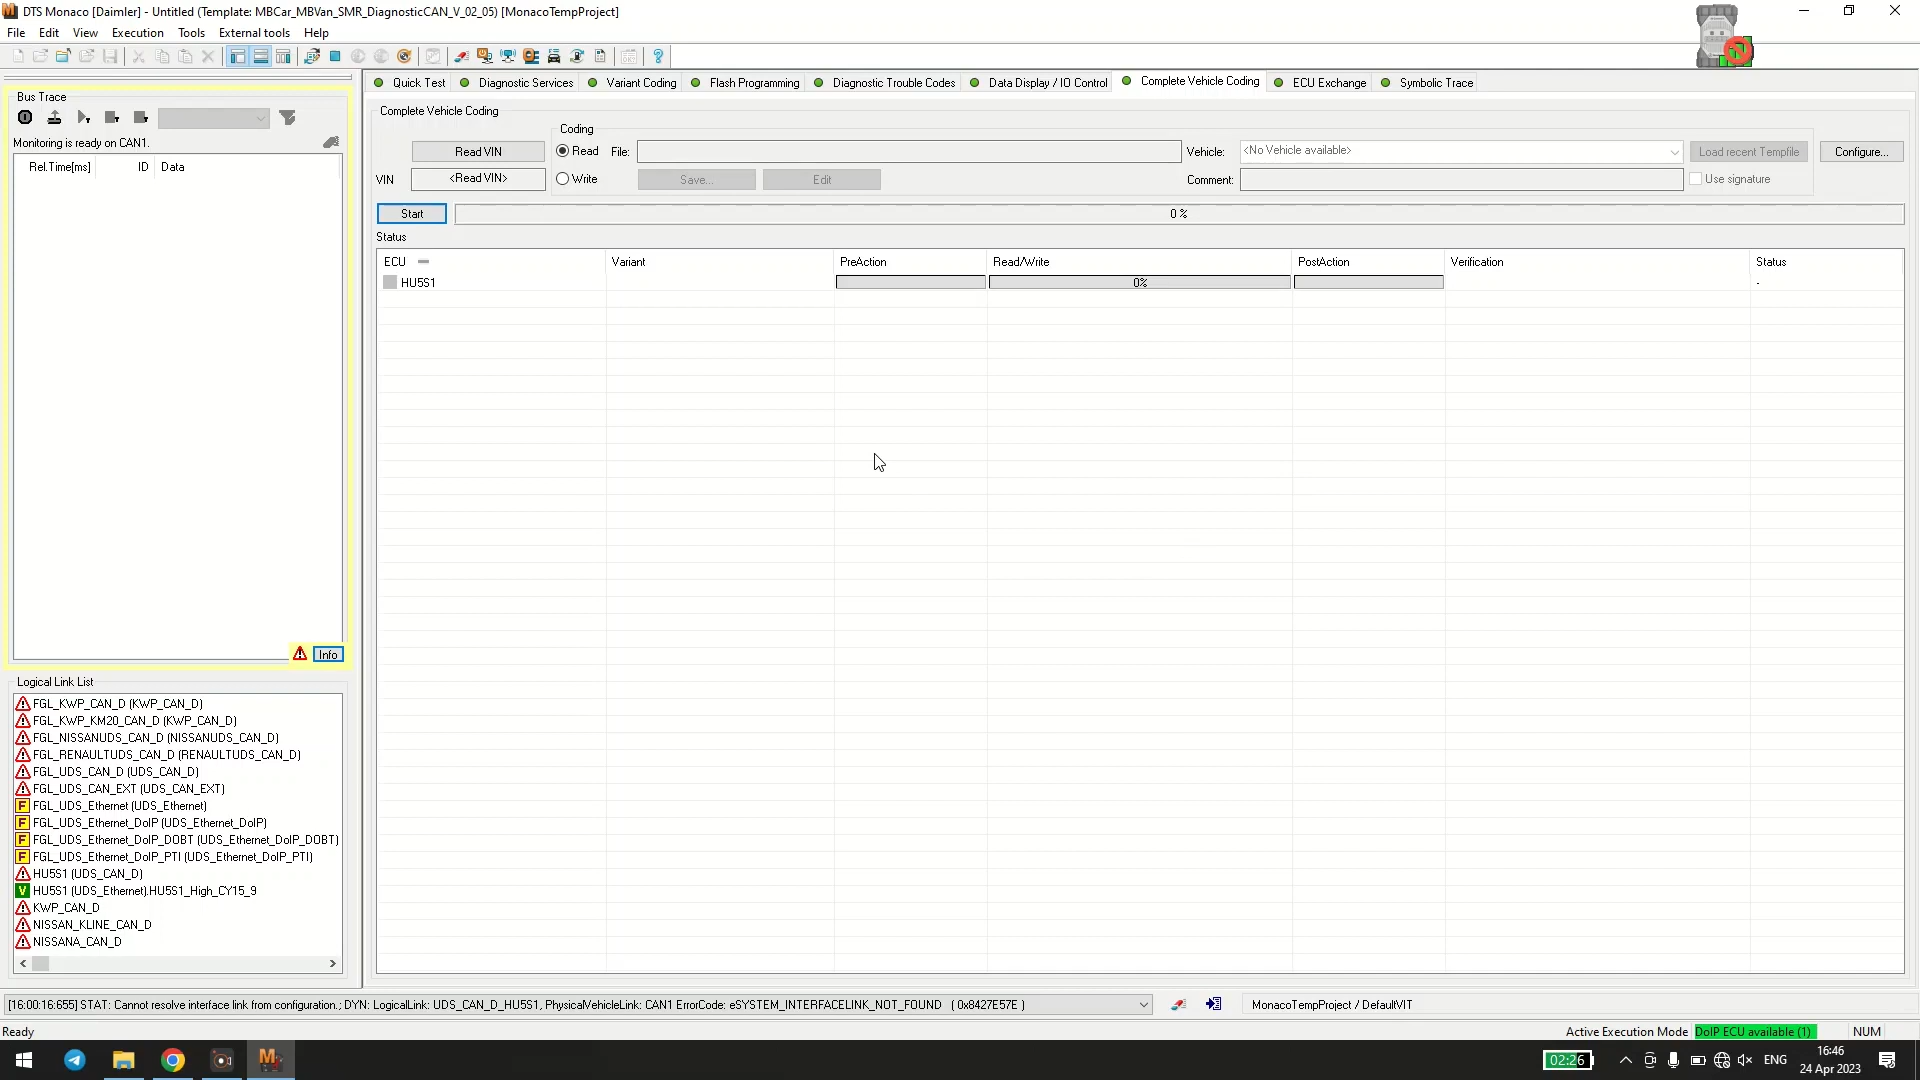 DTS Monaco [Daimler] - Untitled (Template: MBCar_MBVan_SMR_DiagnosticCAN_V_02_05) [MonacoTempProject]
File Edit View Execution Tools External tools Help
Quick Test Diagnostic Services Variant Coding Flash Programming Diagnostic Trouble Codes Data Display / IO Control Complete Vehicle Coding ECU Exchange Symbolic Trace
Bus Trace
Monitoring is ready on CAN1.
Rel.Time[ms] ID Data
Info
Complete Vehicle Coding
Coding
Read VIN Read File: Vehicle: <No Vehicle available> Load recent Tempfile Configure...
VIN <Read VIN> Write Save... Edit Comment: Use signature
Start 0 %
Status
ECU Variant PreAction Read/Write PostAction Verification Status
HU5S1 0% -
Logical Link List
FGL_KWP_CAN_D (KWP_CAN_D)
FGL_KWP_KM20_CAN_D (KWP_CAN_D)
FGL_NISSANUDS_CAN_D (NISSANUDS_CAN_D)
FGL_RENAULTUDS_CAN_D (RENAULTUDS_CAN_D)
FGL_UDS_CAN_D (UDS_CAN_D)
FGL_UDS_CAN_EXT (UDS_CAN_EXT)
F FGL_UDS_Ethernet (UDS_Ethernet)
F FGL_UDS_Ethernet_DoIP (UDS_Ethernet_DoIP)
F FGL_UDS_Ethernet_DoIP_DOBT (UDS_Ethernet_DoIP_DOBT)
F FGL_UDS_Ethernet_DoIP_PTI (UDS_Ethernet_DoIP_PTI)
HU5S1 (UDS_CAN_D)
V HU5S1 (UDS_Ethernet).HU5S1_High_CY15_9
KWP_CAN_D
NISSAN_KLINE_CAN_D
NISSANA_CAN_D
[16:00:16:655] STAT: Cannot resolve interface link from configuration.; DYN: LogicalLink: UDS_CAN_D_HU5S1, PhysicalVehicleLink: CAN1 ErrorCode: eSYSTEM_INTERFACELINK_NOT_FOUND ( 0x8427E57E )
MonacoTempProject / DefaultVIT
Ready Active Execution Mode DoIP ECU available (1) NUM
02:26 ENG 16:46
24 Apr 2023